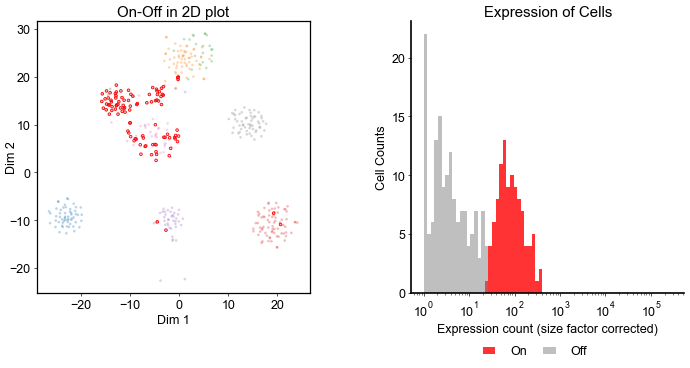 On-Off in 2D plot
Dim 2
30
20
10
0
−10
−20
−20 −10 0 10 20
Dim 1
Expression of Cells
Cell Counts
20
15
10
5
0
10^0 10^1 10^2 10^3 10^4 10^5
Expression count (size factor corrected)
On Off